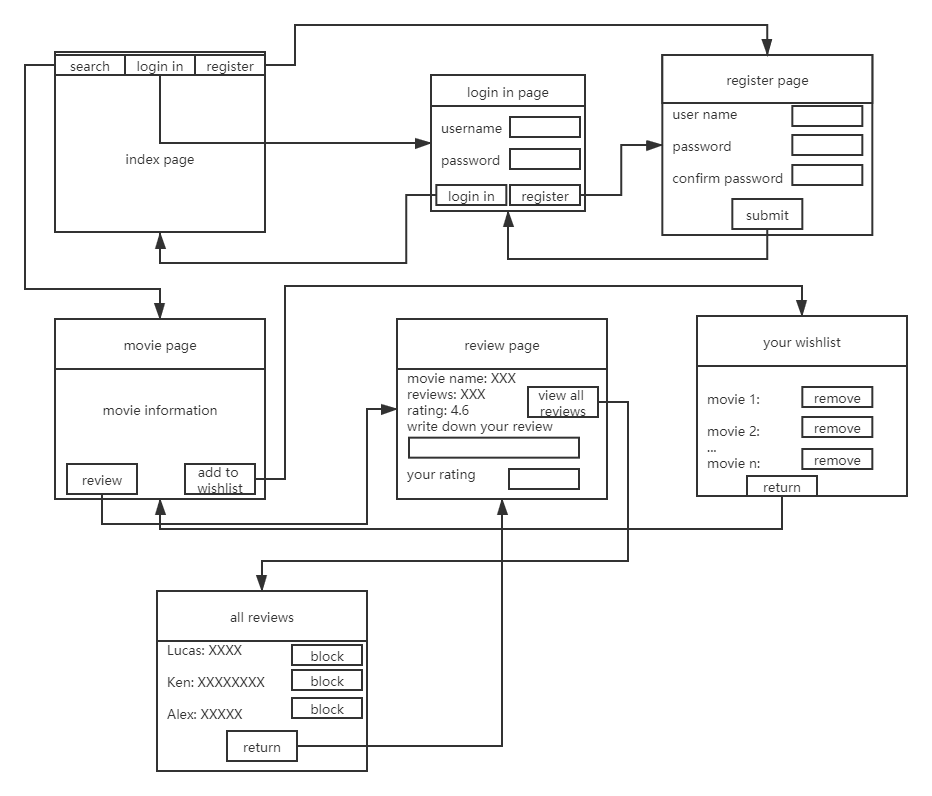 search
login in
register
index page
login in page
username
password
login in
register
register page
user name
password
confirm password
submit
movie page
movie information
review
add to
wishlist
review page
movie name: XXX
reviews: XXX
rating: 4.6
view all
reviews
write down your review
your rating
your wishlist
movie 1:
remove
movie 2:
remove
...
movie n:
remove
return
all reviews
Lucas: XXXX
block
Ken: XXXXXXXX
block
Alex: XXXXX
block
return